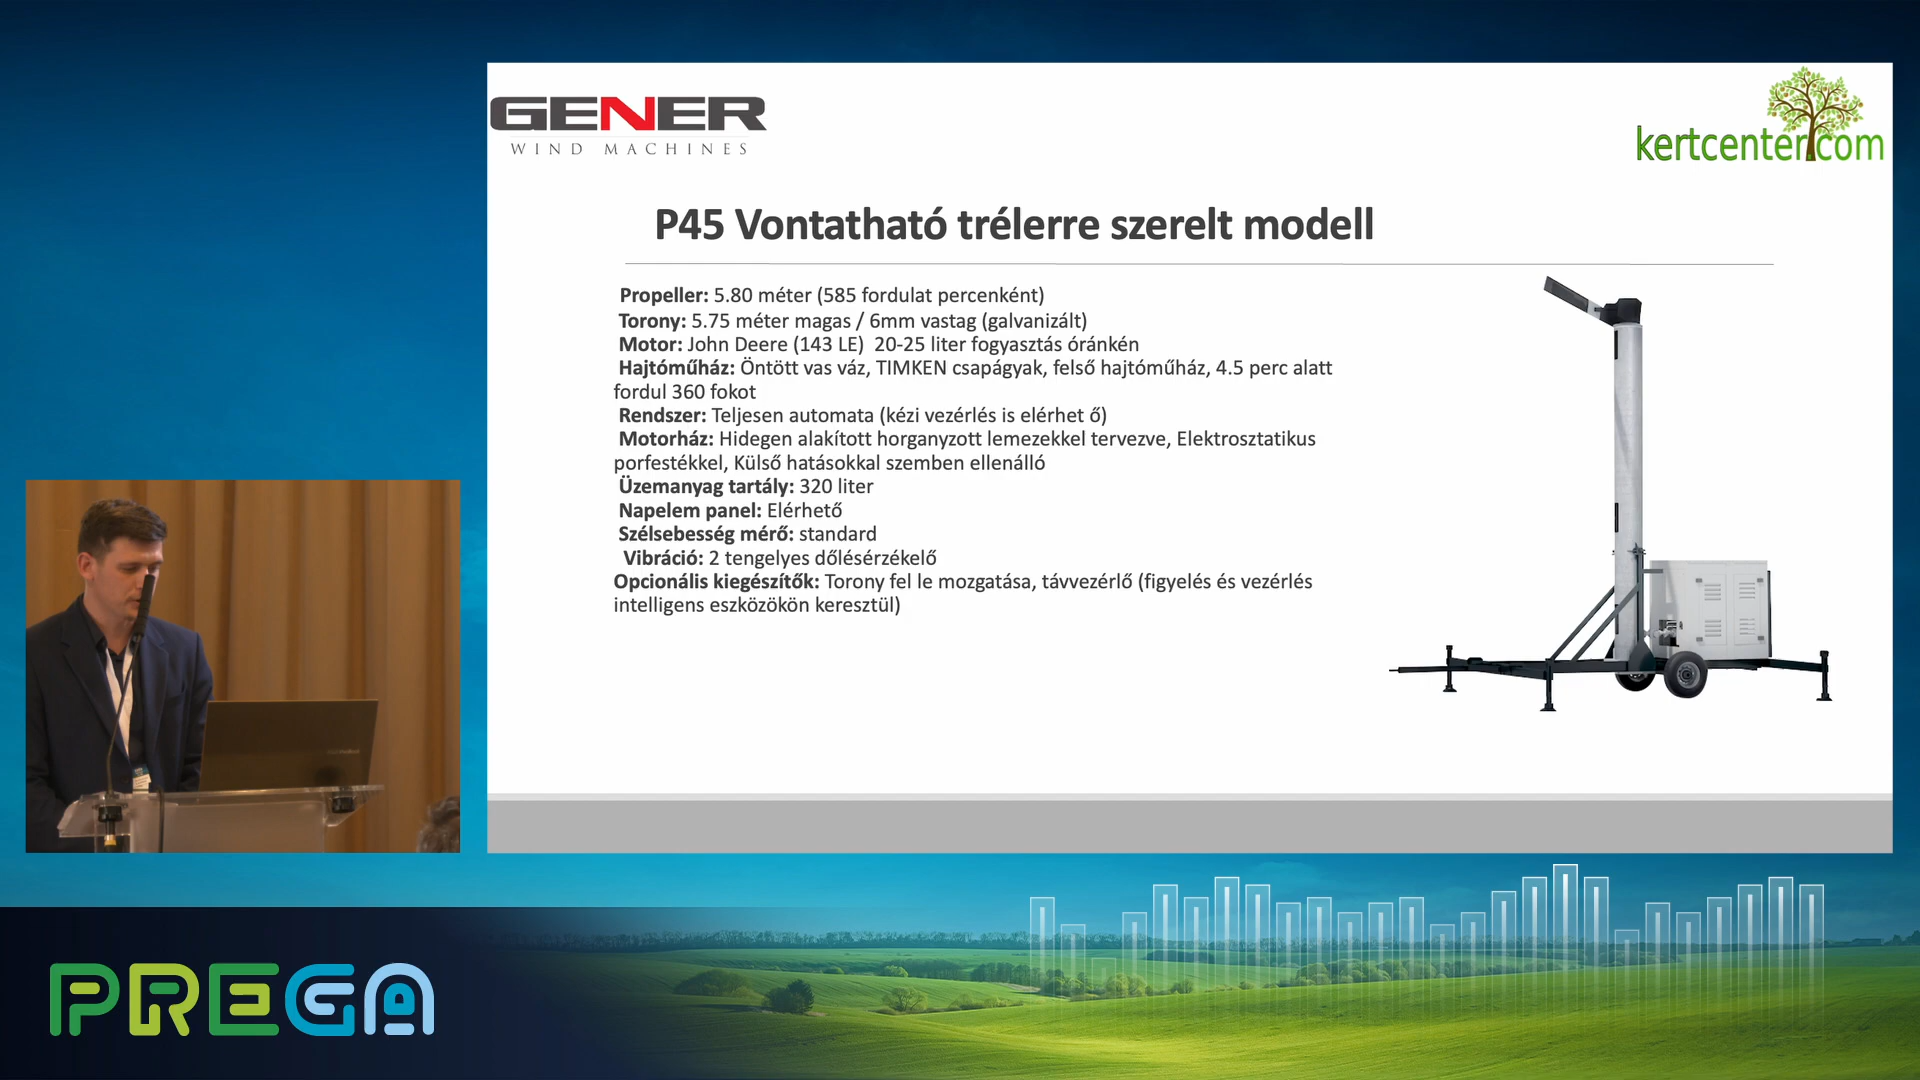 GENER
WIND MACHINES
kertcenter.com
P45 Vontatható trélerre szerelt modell
Propeller: 5.80 méter (585 fordulat percenként)
Torony: 5.75 méter magas / 6mm vastag (galvanizált)
Motor: John Deere (143 LE)  20-25 liter fogyasztás óránkén
Hajtóműház: Öntött vas váz, TIMKEN csapágyak, felső hajtóműház, 4.5 perc alatt
fordul 360 fokot
Rendszer: Teljesen automata (kézi vezérlés is elérhet ő)
Motorház: Hidegen alakított horganyzott lemezekkel tervezve, Elektrosztatikus
porfestékkel, Külső hatásokkal szemben ellenálló
Üzemanyag tartály: 320 liter
Napelem panel: Elérhető
Szélsebesség mérő: standard
Vibráció: 2 tengelyes dőlésérzékelő
Opcionális kiegészítők: Torony fel le mozgatása, távvezérlő (figyelés és vezérlés
intelligens eszközökön keresztül)
PREGA